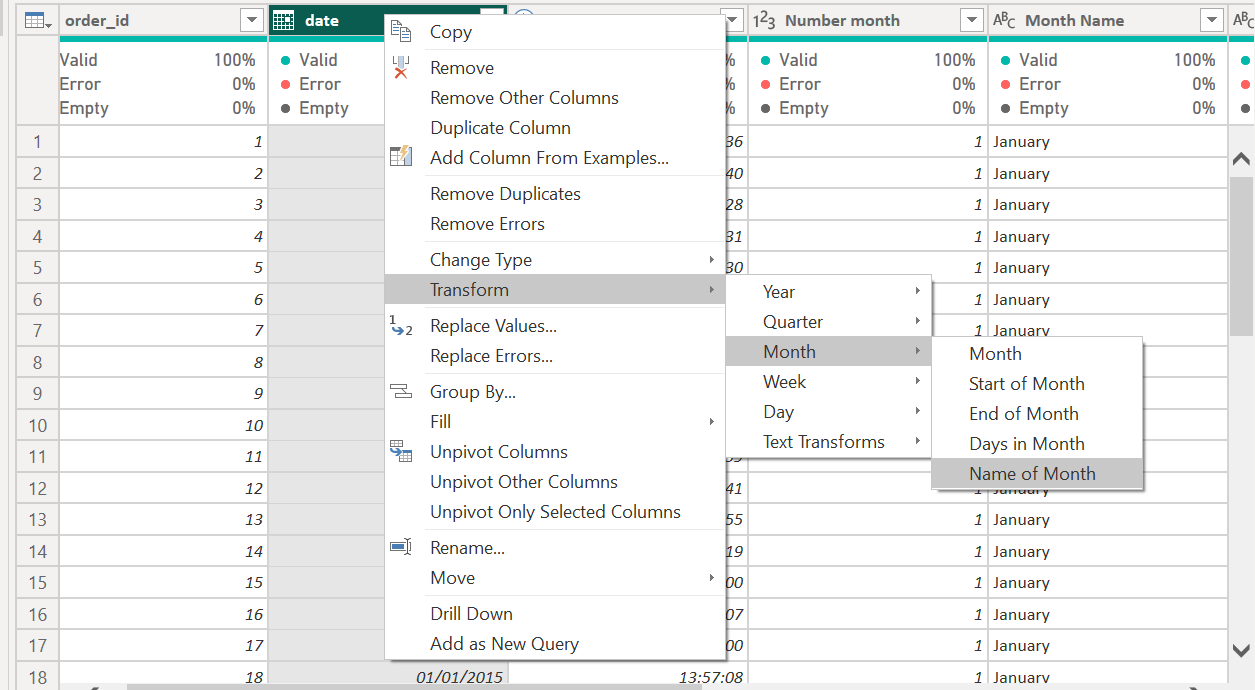 order_id date 1²3 Number month ABC Month Name ABC
Valid 100% Valid % Valid 100% Valid 100%
Error 0% Error % Error 0% Error 0%
Empty 0% Empty % Empty 0% Empty 0%
1 1 36 1 January
2 2 40 1 January
3 3 28 1 January
4 4 31 1 January
5 5 30 1 January
6 6 1 January
7 7 1 January
8 8
9 9
10 10
11 11
12 12 41 January
13 13 55 1 January
14 14 19 1 January
15 15 00 1 January
16 16 07 1 January
17 17 00 1 January
18 18 01/01/2015 13:57:08 1 January
Copy
Remove
Remove Other Columns
Duplicate Column
Add Column From Examples...
Remove Duplicates
Remove Errors
Change Type
Transform
Replace Values...
Replace Errors...
Group By...
Fill
Unpivot Columns
Unpivot Other Columns
Unpivot Only Selected Columns
Rename...
Move
Drill Down
Add as New Query
Year
Quarter
Month
Week
Day
Text Transforms
Month
Start of Month
End of Month
Days in Month
Name of Month